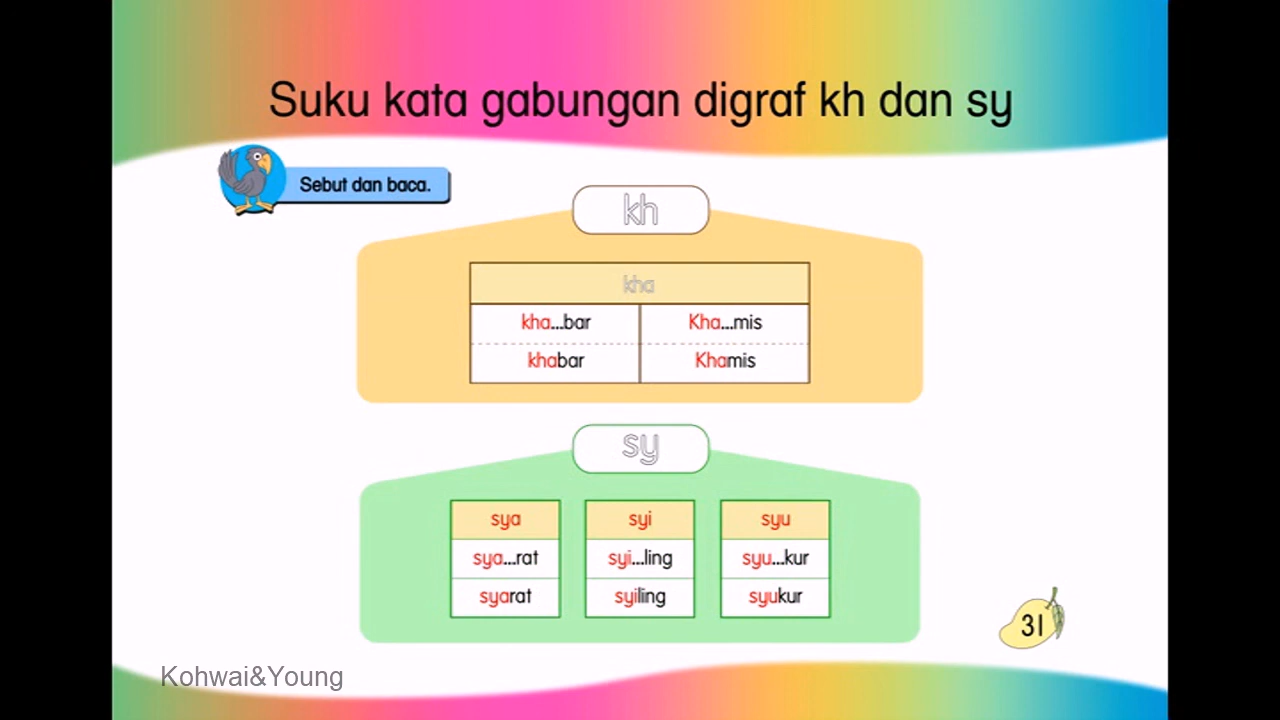 Suku kata gabungan digraf kh dan sy
Sebut dan baca.
kh
kha
kha...bar Kha...mis
khabar Khamis
sy
sya syi syu
sya...rat syi...ling syu...kur
syarat syiling syukur
31
Kohwai&Young